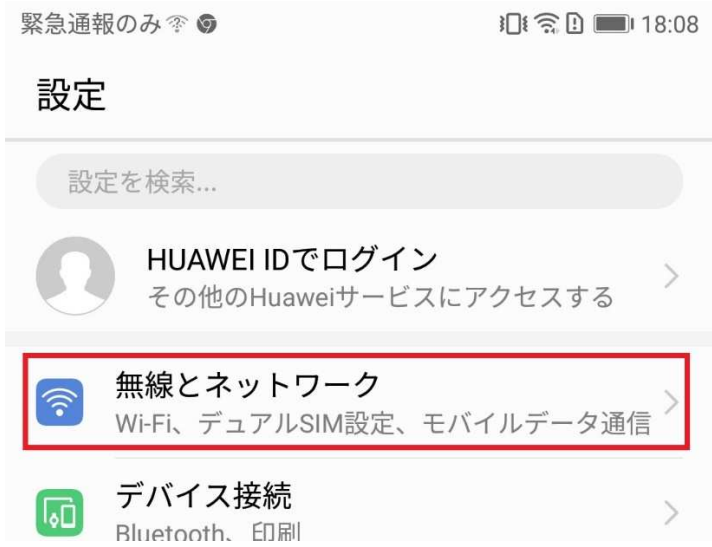 緊急通報のみ
18:08
設定
設定を検索...
HUAWEI IDでログイン
その他のHuaweiサービスにアクセスする
無線とネットワーク
Wi-Fi、デュアルSIM設定、モバイルデータ通信
デバイス接続
Bluetooth、印刷